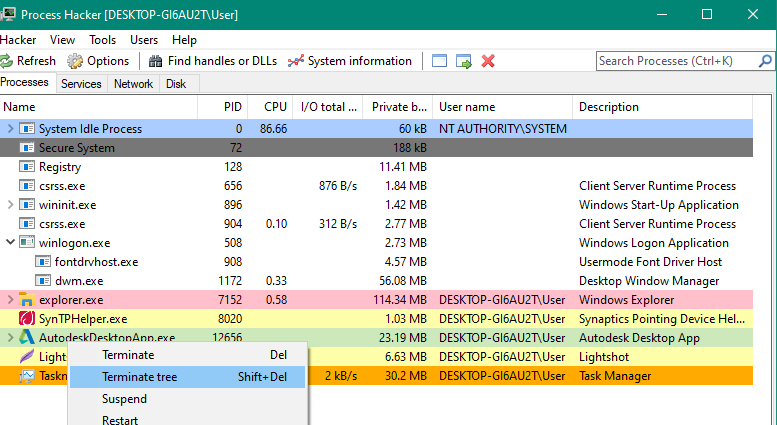 Process Hacker [DESKTOP-GI6AU2T\User]
Hacker View Tools Users Help
Refresh Options Find handles or DLLs System information Search Processes (Ctrl+K)
Processes Services Network Disk
Name PID CPU I/O total ... Private b... User name Description
System Idle Process 0 86.66 60 kB NT AUTHORITY\SYSTEM
Secure System 72 188 kB
Registry 128 11.41 MB
csrss.exe 656 876 B/s 1.84 MB Client Server Runtime Process
wininit.exe 896 1.42 MB Windows Start-Up Application
csrss.exe 904 0.10 312 B/s 2.77 MB Client Server Runtime Process
winlogon.exe 508 2.73 MB Windows Logon Application
fontdrvhost.exe 908 4.57 MB Usermode Font Driver Host
dwm.exe 1172 0.33 56.08 MB Desktop Window Manager
explorer.exe 7152 0.58 114.34 MB DESKTOP-GI6AU2T\User Windows Explorer
SynTPHelper.exe 8020 1.03 MB DESKTOP-GI6AU2T\User Synaptics Pointing Device Hel...
AutodeskDesktopApp.exe 12656 23.19 MB DESKTOP-GI6AU2T\User Autodesk Desktop App
Lights 6.63 MB DESKTOP-GI6AU2T\User Lightshot
Taskm 2 kB/s 30.2 MB DESKTOP-GI6AU2T\User Task Manager
Terminate Del
Terminate tree Shift+Del
Suspend
Restart